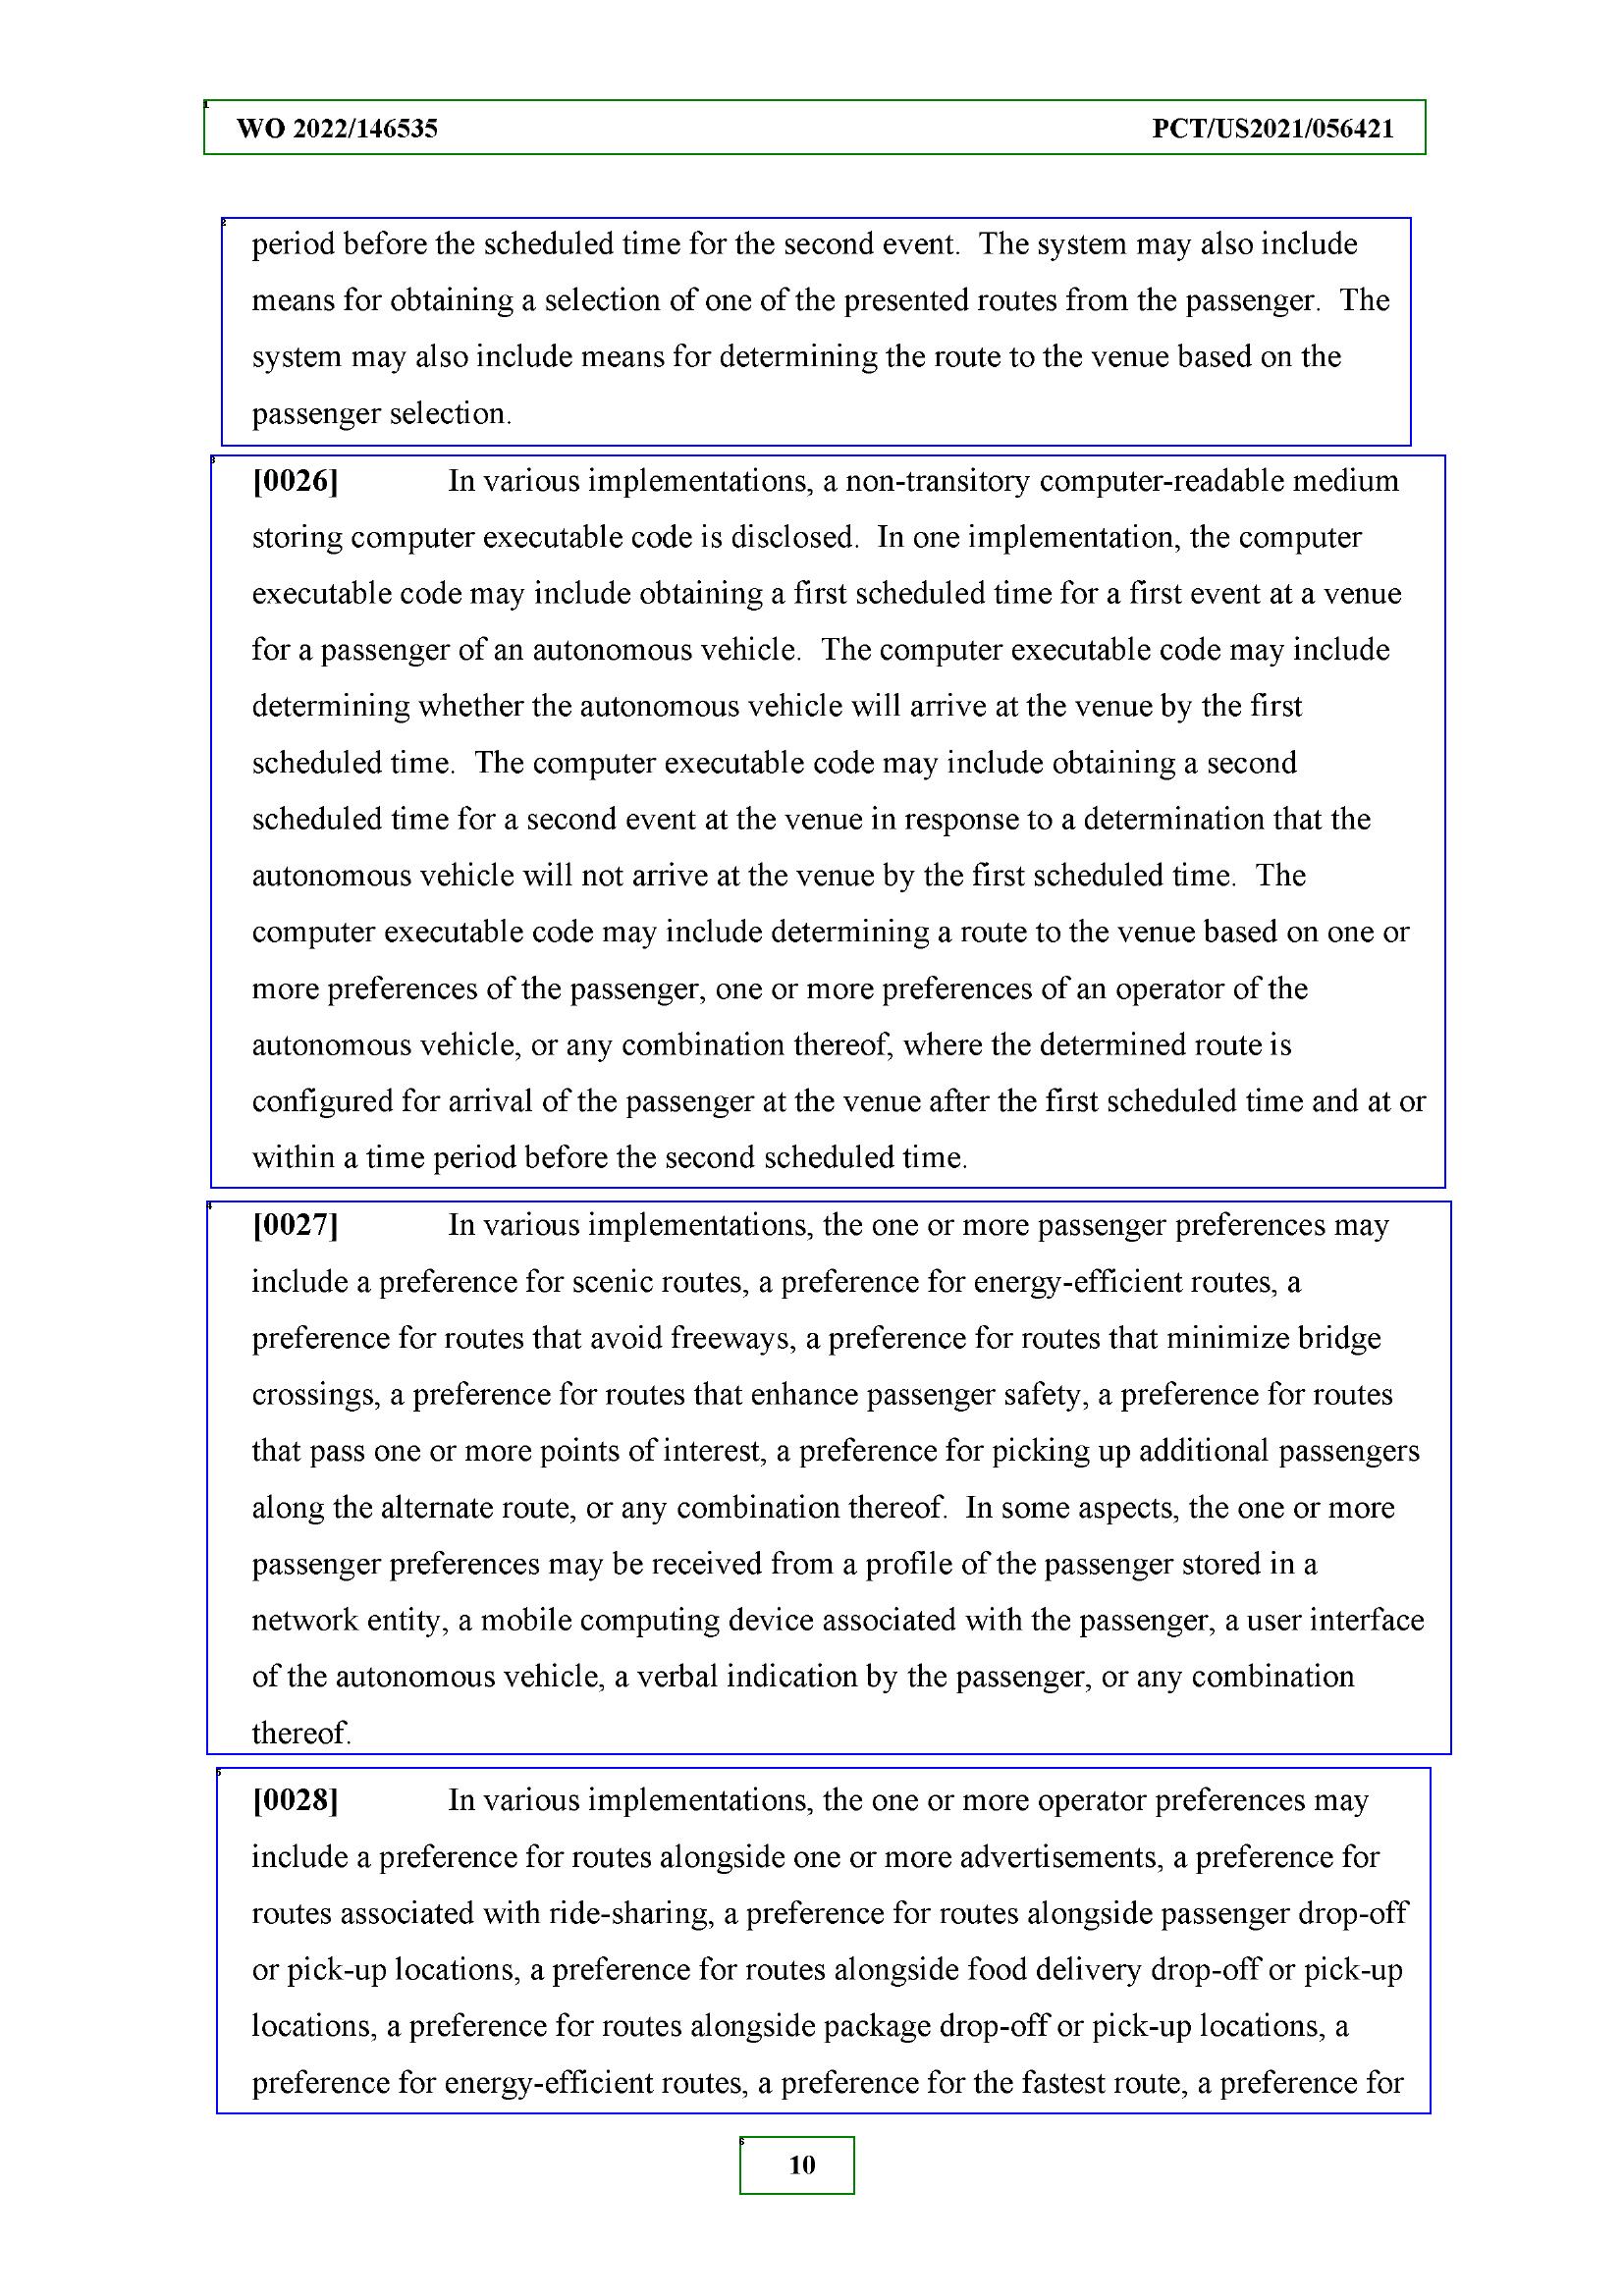 1
WO 2022/146535 PCT/US2021/056421
2
period before the scheduled time for the second event. The system may also include
means for obtaining a selection of one of the presented routes from the passenger. The
system may also include means for determining the route to the venue based on the
passenger selection.
3
[0026] In various implementations, a non-transitory computer-readable medium
storing computer executable code is disclosed. In one implementation, the computer
executable code may include obtaining a first scheduled time for a first event at a venue
for a passenger of an autonomous vehicle. The computer executable code may include
determining whether the autonomous vehicle will arrive at the venue by the first
scheduled time. The computer executable code may include obtaining a second
scheduled time for a second event at the venue in response to a determination that the
autonomous vehicle will not arrive at the venue by the first scheduled time. The
computer executable code may include determining a route to the venue based on one or
more preferences of the passenger, one or more preferences of an operator of the
autonomous vehicle, or any combination thereof, where the determined route is
configured for arrival of the passenger at the venue after the first scheduled time and at or
within a time period before the second scheduled time.
4
[0027] In various implementations, the one or more passenger preferences may
include a preference for scenic routes, a preference for energy-efficient routes, a
preference for routes that avoid freeways, a preference for routes that minimize bridge
crossings, a preference for routes that enhance passenger safety, a preference for routes
that pass one or more points of interest, a preference for picking up additional passengers
along the alternate route, or any combination thereof. In some aspects, the one or more
passenger preferences may be received from a profile of the passenger stored in a
network entity, a mobile computing device associated with the passenger, a user interface
of the autonomous vehicle, a verbal indication by the passenger, or any combination
thereof.
5
[0028] In various implementations, the one or more operator preferences may
include a preference for routes alongside one or more advertisements, a preference for
routes associated with ride-sharing, a preference for routes alongside passenger drop-off
or pick-up locations, a preference for routes alongside food delivery drop-off or pick-up
locations, a preference for routes alongside package drop-off or pick-up locations, a
preference for energy-efficient routes, a preference for the fastest route, a preference for
6
10